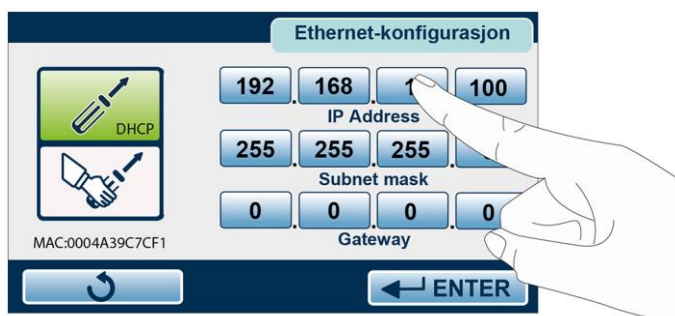 Ethernet-konfigurasjon
192 . 168 . 1 . 100
IP Address
DHCP
255 . 255 . 255 .
Subnet mask
0 . 0 . 0 . 0
Gateway
MAC:0004A39C7CF1
ENTER